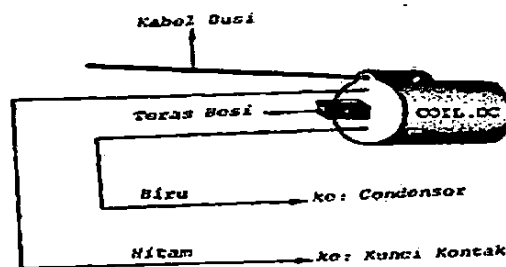 Kabel Busi
Teras Besi
COIL.DC
Biru
ke: Condensor
Hitam
ke: Kunci Kontak